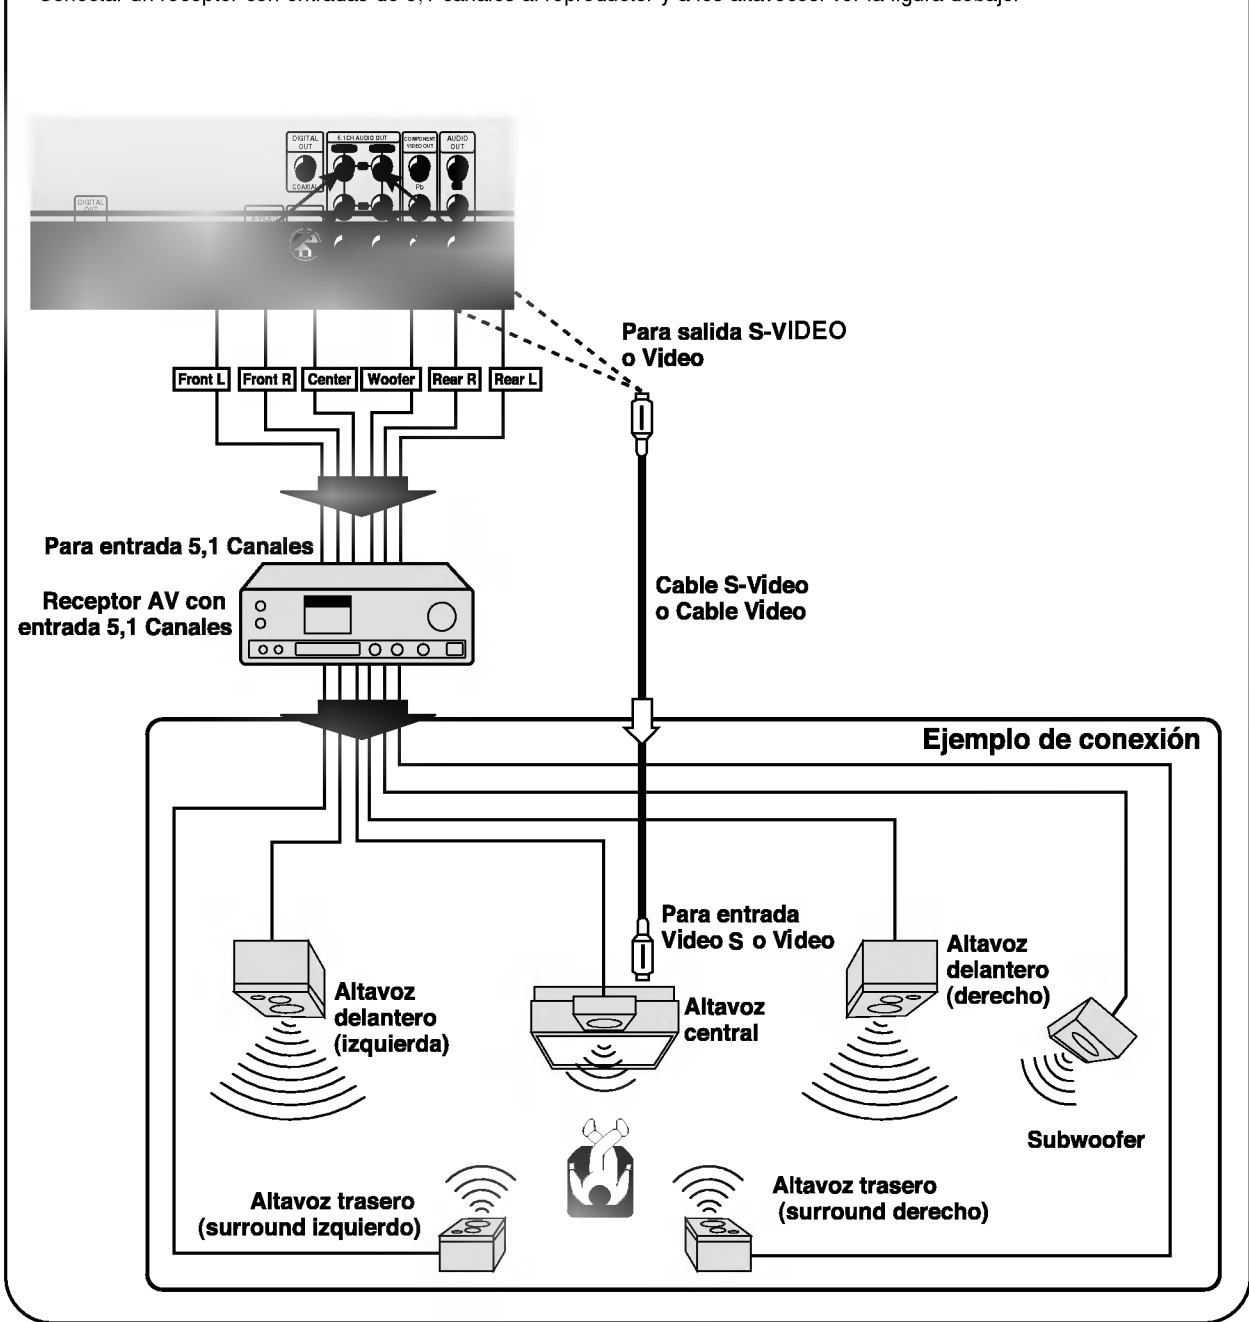 DIGITAL
OUT
COAXIAL
5.1CH AUDIO OUT
COMPONENT
VIDEO OUT
Pb
AUDIO
OUT
DIGITAL
OUT
Para salida S-VIDEO
o Video
Front L
Front R
Center
Woofer
Rear R
Rear L
Para entrada 5,1 Canales
Receptor AV con
entrada 5,1 Canales
Cable S-Video
o Cable Video
Ejemplo de conexión
Para entrada
Video S o Video
Altavoz
delantero
(izquierda)
Altavoz
central
Altavoz
delantero
(derecho)
Subwoofer
Altavoz trasero
(surround izquierdo)
Altavoz trasero
(surround derecho)